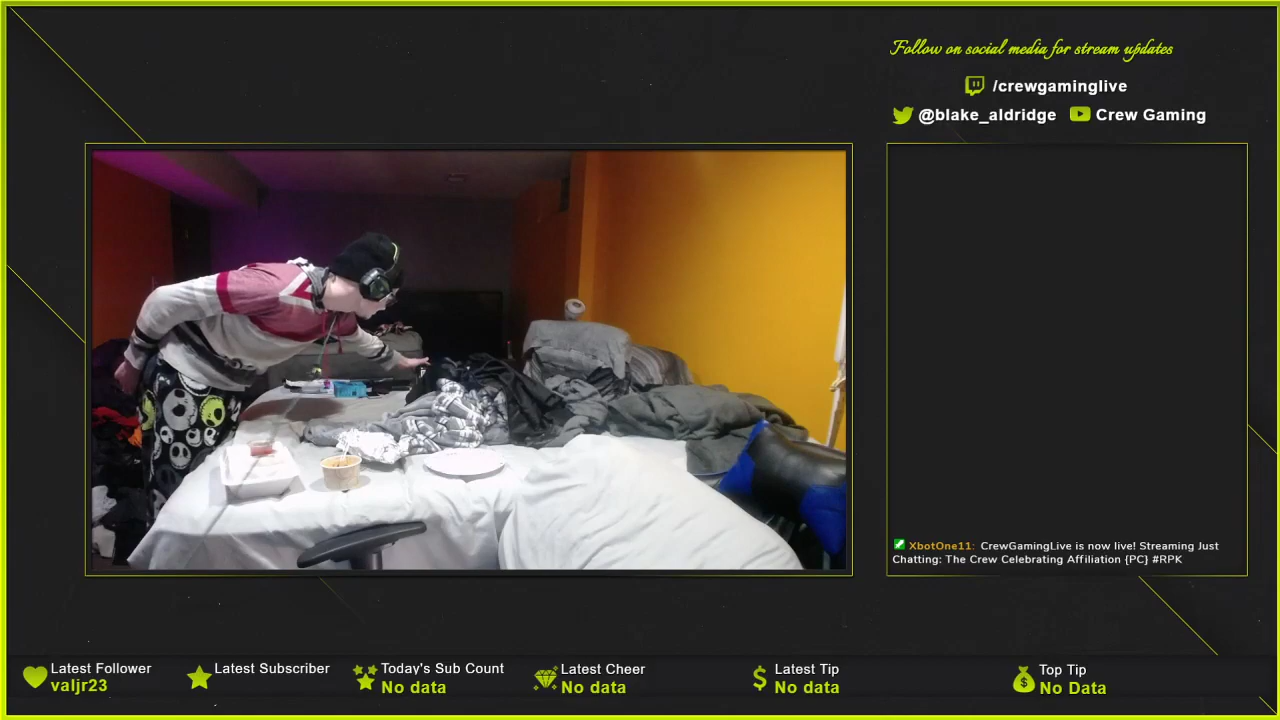 Follow on social media for stream updates
/crewgaminglive
@blake_aldridge Crew Gaming
XbotOne11: CrewGamingLive is now live! Streaming Just
Chatting: The Crew Celebrating Affiliation {PC} #RPK
Latest Follower
valjr23
Latest Subscriber
Today's Sub Count
No data
Latest Cheer
No data
Latest Tip
No data
Top Tip
No Data